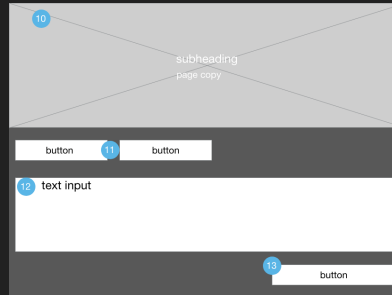 10
subheading
page copy
button
11
button
12
text input
13
button